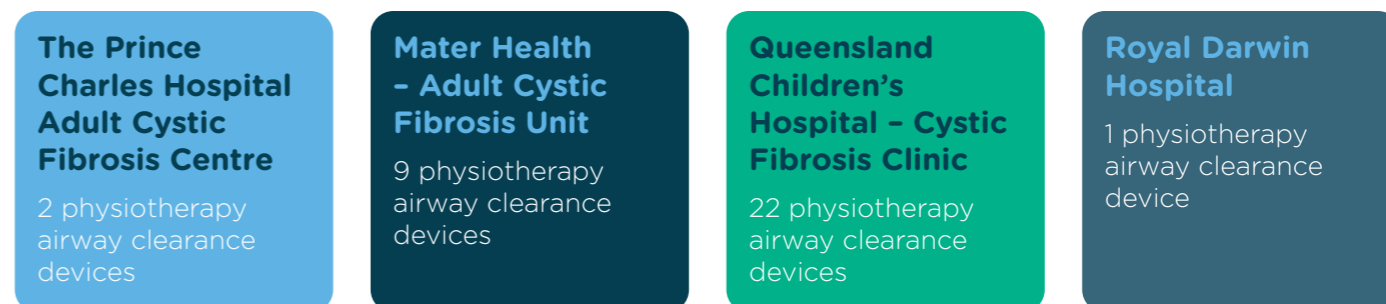 The Prince
Charles Hospital
Adult Cystic
Fibrosis Centre
2 physiotherapy
airway clearance
devices
Mater Health
– Adult Cystic
Fibrosis Unit
9 physiotherapy
airway clearance
devices
Queensland
Children’s
Hospital – Cystic
Fibrosis Clinic
22 physiotherapy
airway clearance
devices
Royal Darwin
Hospital
1 physiotherapy
airway clearance
device